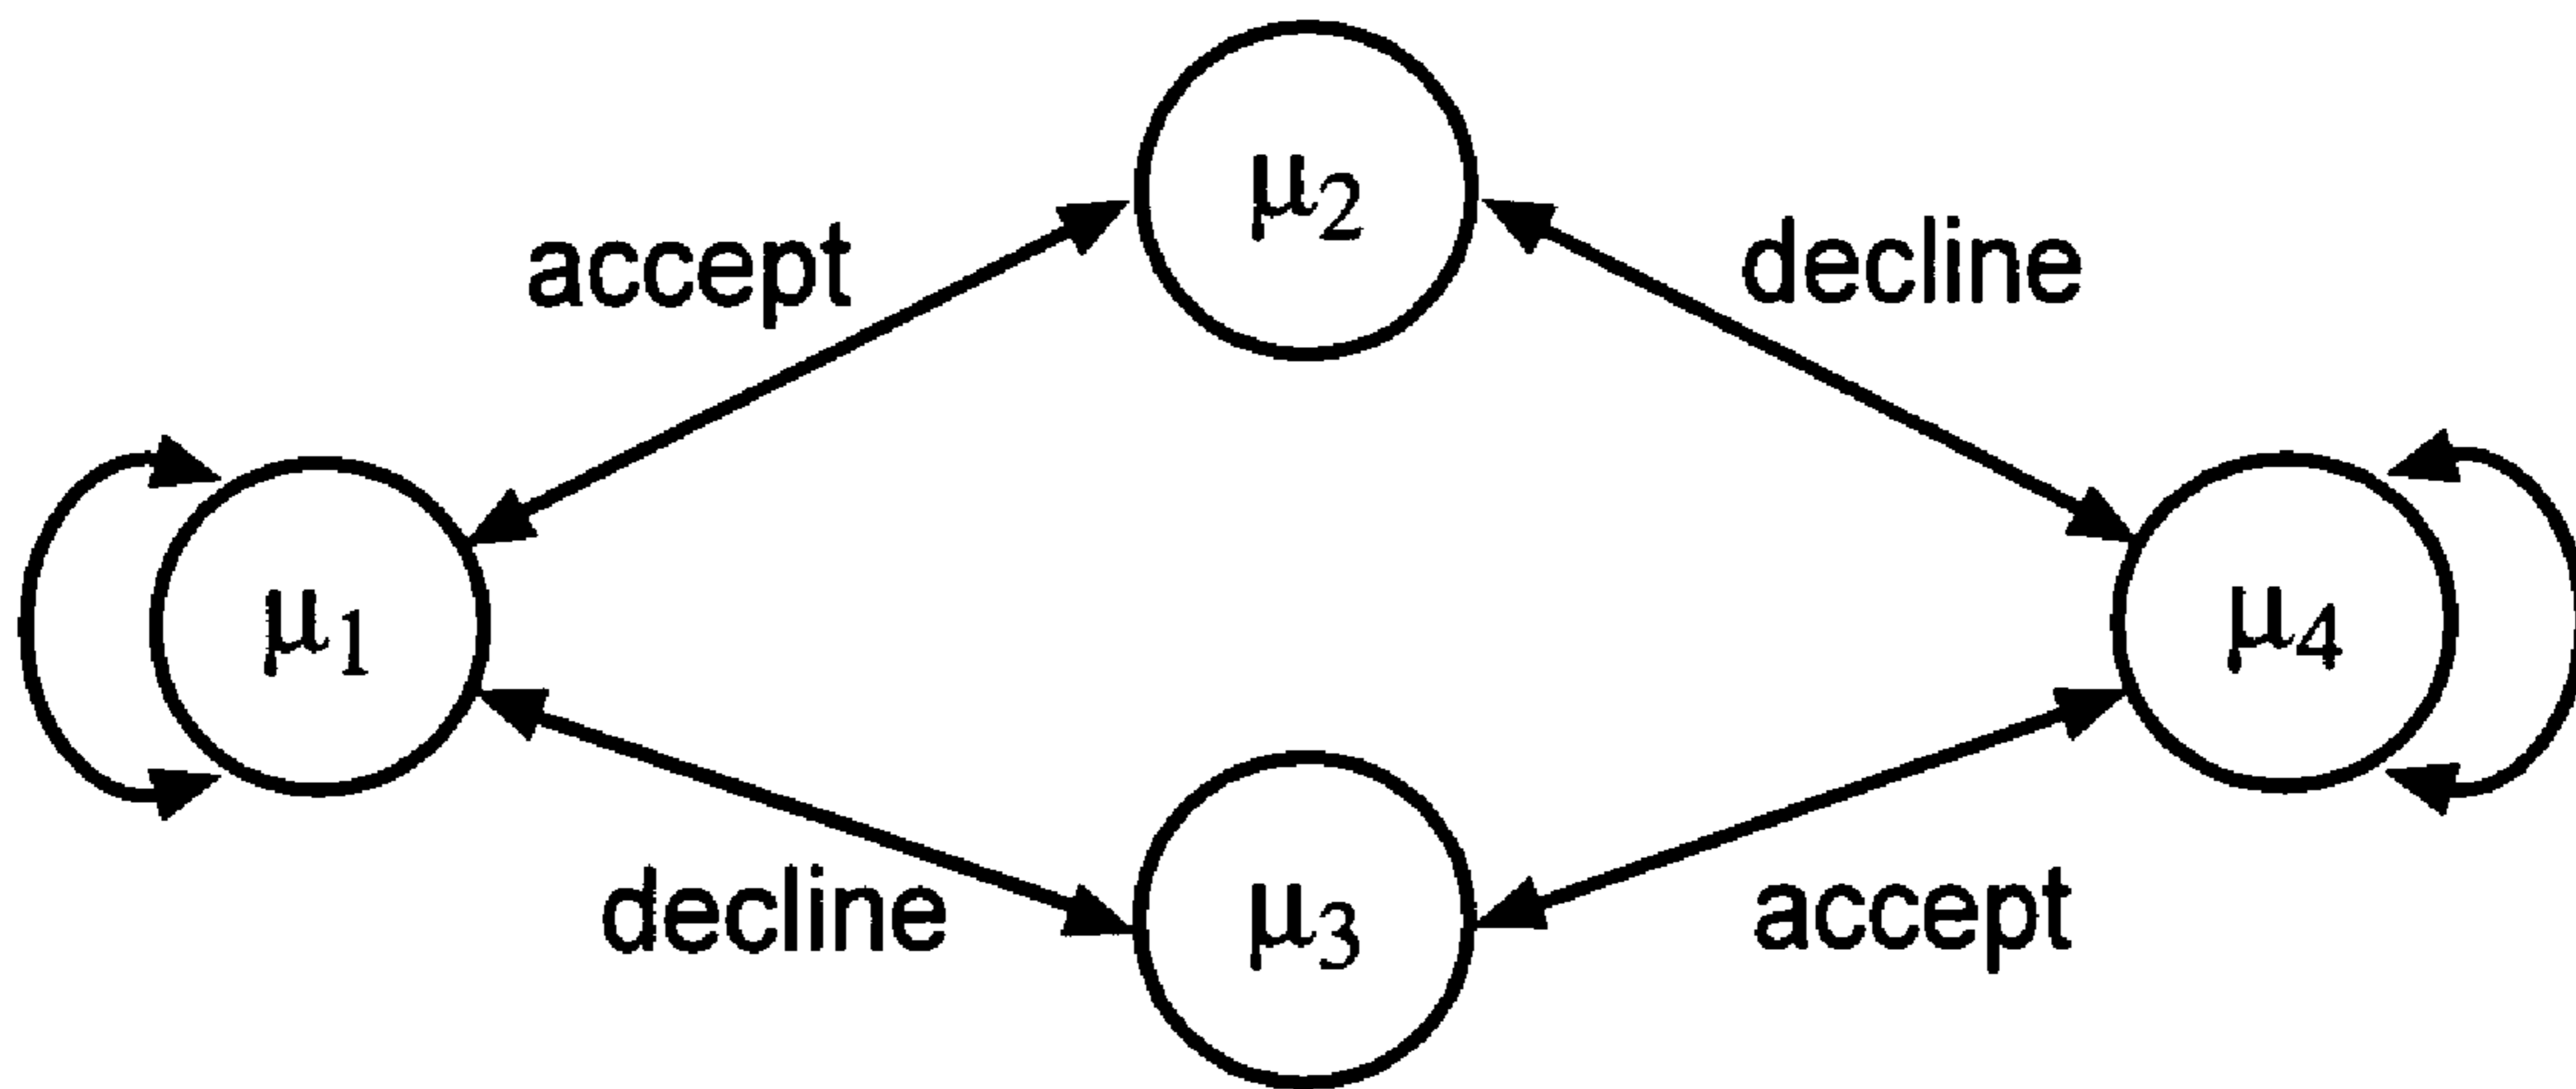 μ2
accept
decline
μ1
μ4
decline
μ3
accept